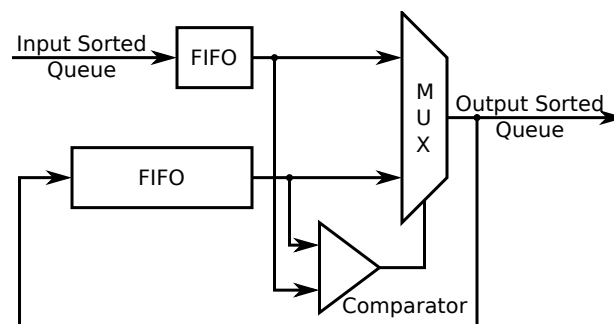 Input Sorted
Queue
FIFO
M
U
X
Output Sorted
Queue
FIFO
Comparator